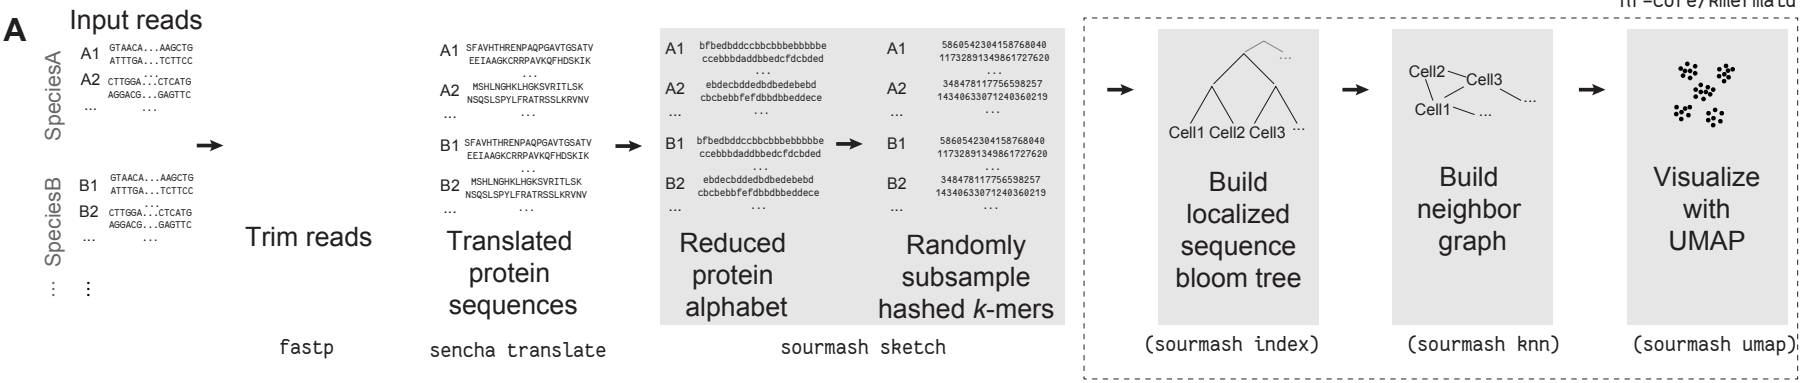 A
Input reads
SpeciesA
A1 GTAACA...AAGCTG
ATTTGA...TCTTCC
...
A2 CTTGGA...CTCATG
AGGACG...GAGTTC
... ...
SpeciesB
B1 GTAACA...AAGCTG
ATTTGA...TCTTCC
...
B2 CTTGGA...CTCATG
AGGACG...GAGTTC
... ...
... ...
Trim reads
fastp
A1 SFAVHTHRENPAQPGAVTGSATV
EEIAAGKCRRPAVKQFHDSKIK
...
A2 MSHLNGHKLHGKSVRITLSK
NSQSLSPYLFRATRSSLKRVNV
... ...
B1 SFAVHTHRENPAQPGAVTGSATV
EEIAAGKCRRPAVKQFHDSKIK
...
B2 MSHLNGHKLHGKSVRITLSK
NSQSLSPYLFRATRSSLKRVNV
... ...
Translated
protein
sequences
sencha translate
A1 bfbedbddccbbcbbbebbbbbe
ccebbbdaddbbedcfdcbded
...
A2 ebdecbddedbdbedebebd
cbcbebbfefdbbdbbeddece
... ...
B1 bfbedbddccbbcbbbebbbbbe
ccebbbdaddbbedcfdcbded
...
B2 ebdecbddedbdbedebebd
cbcbebbfefdbbdbbeddece
... ...
Reduced
protein
alphabet
A1 5860542304158768040
11732891349861727620
...
A2 348478117756598257
14340633071240360219
... ...
B1 5860542304158768040
11732891349861727620
...
B2 348478117756598257
14340633071240360219
... ...
Randomly
subsample
hashed k-mers
sourmash sketch
...
Cell1 Cell2 Cell3 ...
Build
localized
sequence
bloom tree
(sourmash index)
Cell2 Cell3
Cell1 ... ...
Build
neighbor
graph
(sourmash knn)
Visualize
with
UMAP
(sourmash umap)